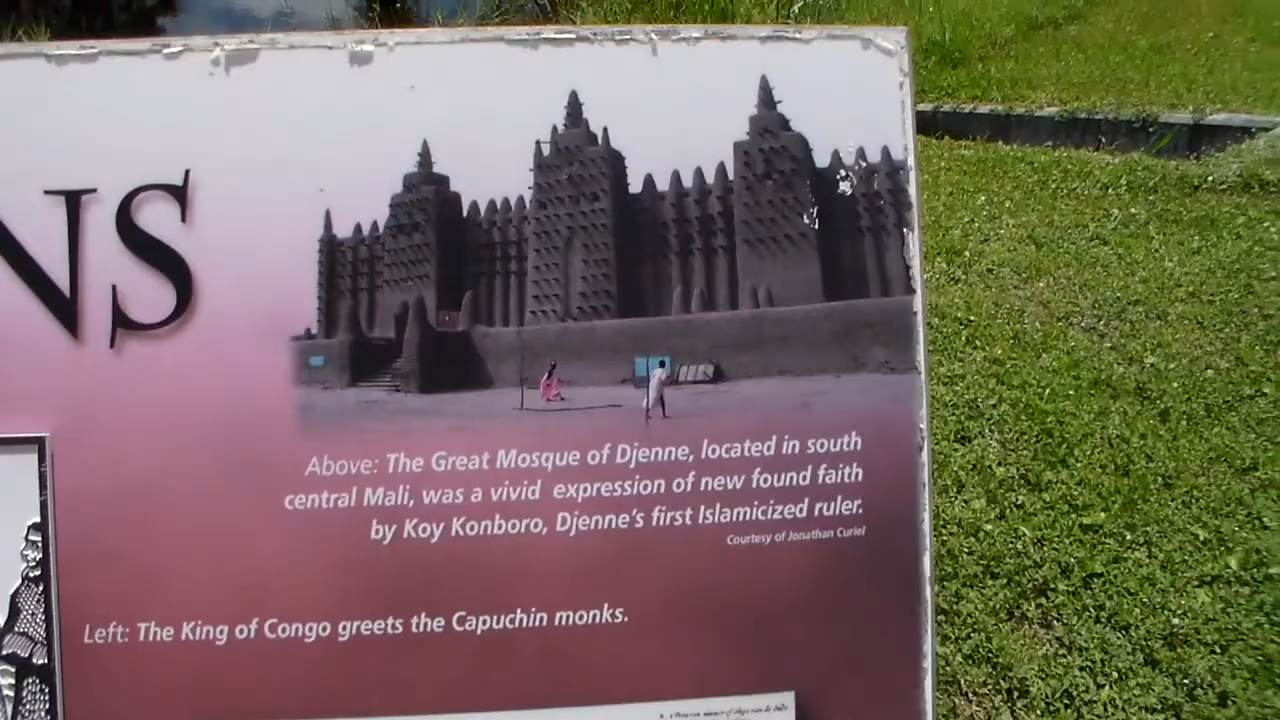 NS
Above: The Great Mosque of Djenne, located in south
central Mali, was a vivid expression of new found faith
by Koy Konboro, Djenne's first Islamicized ruler.
Courtesy of Jonathan Curiel
Left: The King of Congo greets the Capuchin monks.